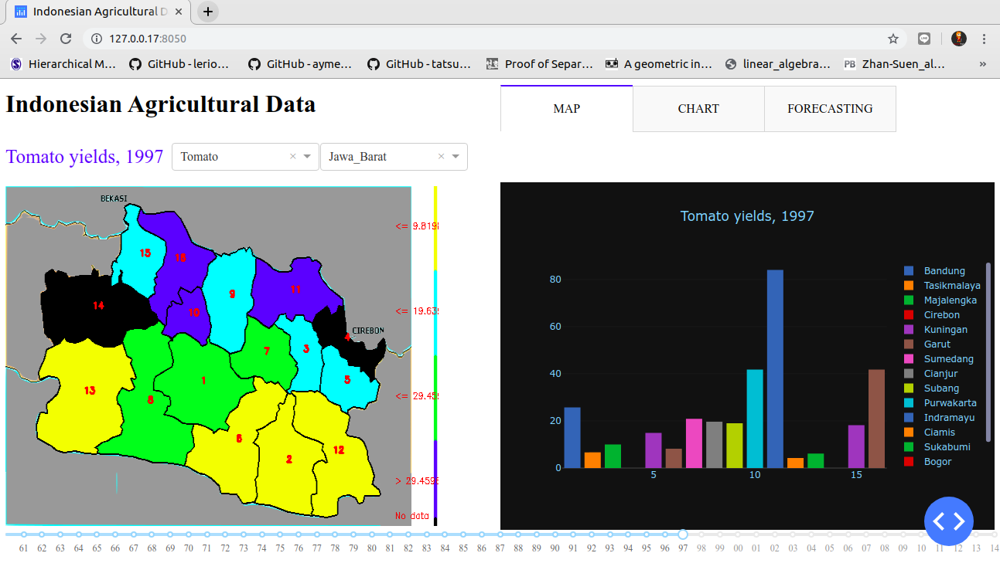 Indonesian Agricultural D
127.0.0.17:8050
Hierarchical M... GitHub - lerio... GitHub - ayme... GitHub - tatsu... Proof of Separ... A geometric in... linear_algebra... PB Zhan-Suen_al... »
Indonesian Agricultural Data
MAP CHART FORECASTING
Tomato yields, 1997 Tomato × Jawa_Barat ×
BEKASI
CIREBON
15
16
11
9
10
14
4
3
7
5
1
13
8
6
2
12
<= 9.819
<= 19.639
<= 29.459
> 29.459
No data
Tomato yields, 1997
80
60
40
20
0
5 10 15
Bandung
Tasikmalaya
Majalengka
Cirebon
Kuningan
Garut
Sumedang
Cianjur
Subang
Purwakarta
Indramayu
Ciamis
Sukabumi
Bogor
61 62 63 64 65 66 67 68 69 70 71 72 73 74 75 76 77 78 79 80 81 82 83 84 85 86 87 88 89 90 91 92 93 94 95 96 97 98 99 00 01 02 03 04 05 06 07 08 09 10 11 12 13 14